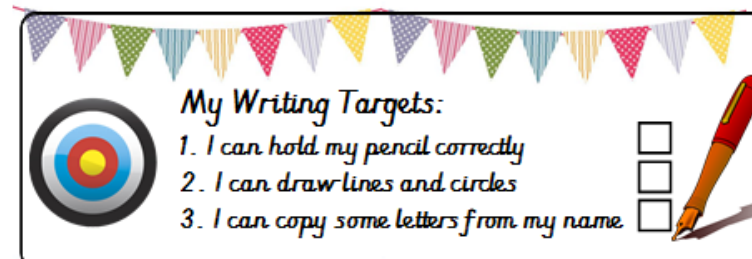 My Writing Targets:
1. I can hold my pencil correctly
2. I can draw lines and circles
3. I can copy some letters from my name